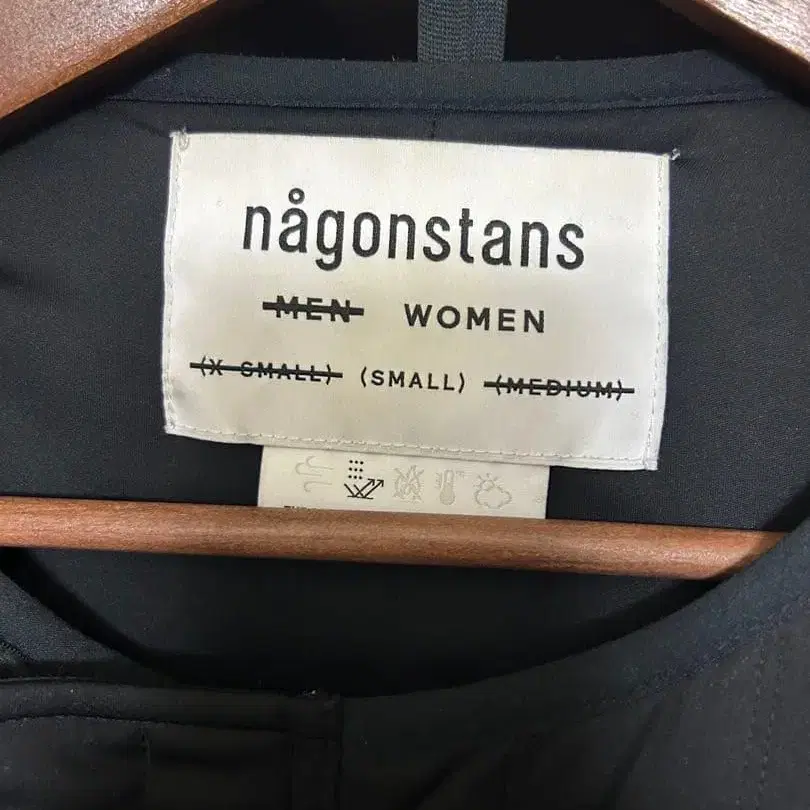 någonstans
MEN WOMEN
(X-SMALL) (SMALL) (MEDIUM)